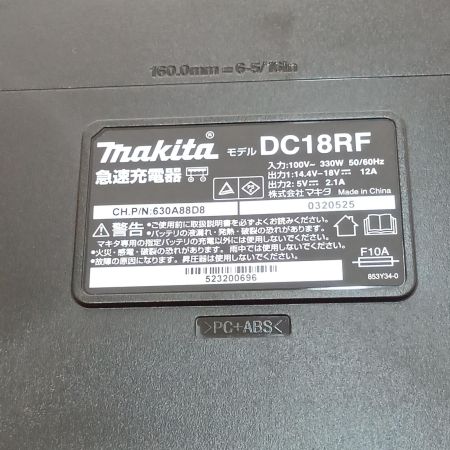 160.0mm=6-5/16in
makita® モデル DC18RF
急速充電器
入力:100V~ 330W 50/60Hz
出力1:14.4V-18V 12A
出力2:5V 2.1A
株式会社マキタ Made in China
CH.P/N:630A88D8 0320525
警告 ●ご使用前に取扱説明書を必ずよくお読みください。
●バッテリの液漏れ・発熱・破裂の恐れがありますので、
マキタ専用の指定バッテリの充電以外には使用しないでください。
●火災・感電・破裂の恐れがありますので、分解・改造しないでください。
●故障の原因になります。昇圧器は使用しないでください。
F10A
853Y34-0
523200696
>PC+ABS<